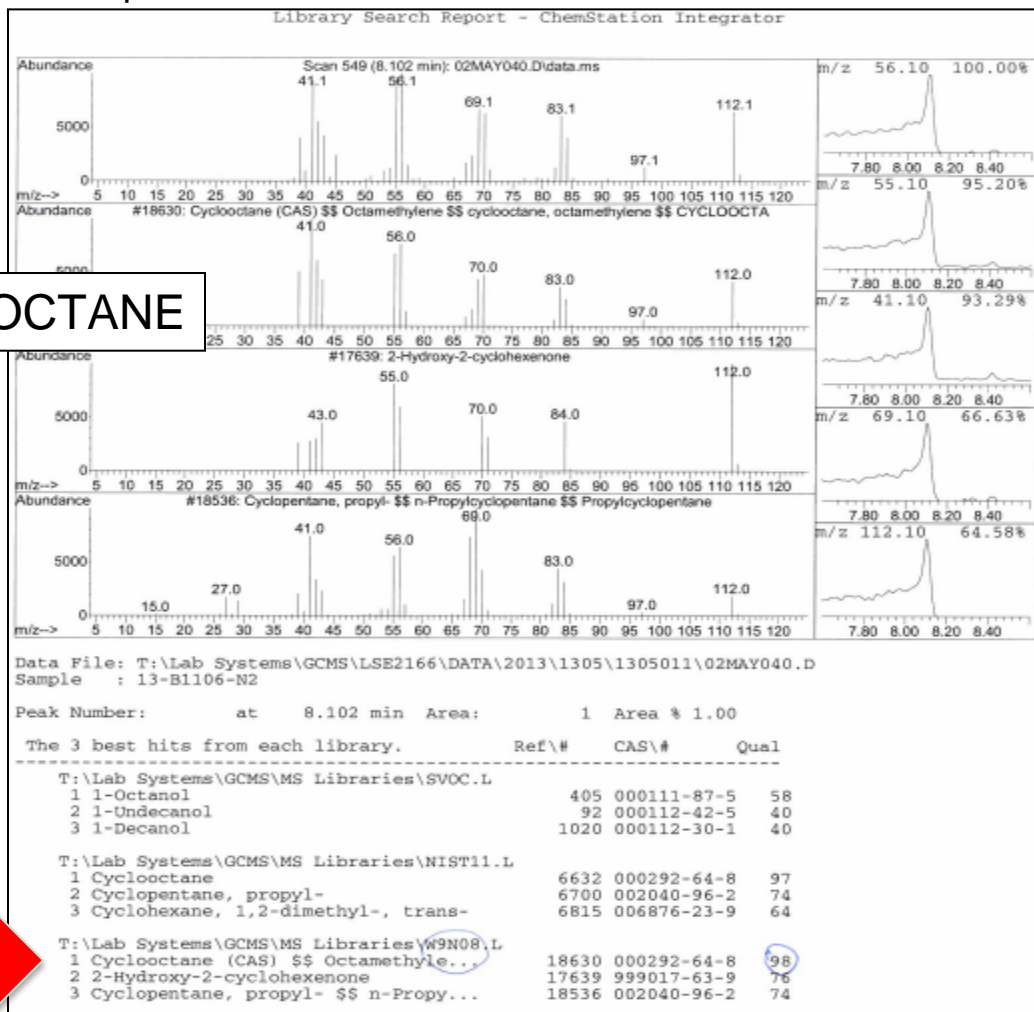 Library Search Report - ChemStation Integrator
Abundance
Scan 549 (8.102 min): 02MAY040.D\data.ms
41.1 56.1 69.1 83.1 97.1 112.1
5000
0
m/z--> 5 10 15 20 25 30 35 40 45 50 55 60 65 70 75 80 85 90 95 100 105 110 115 120
Abundance
#18630: Cyclooctane (CAS) $$ Octamethylene $$ cyclooctane, octamethylene $$ CYCLOOCTA
41.0 56.0 70.0 83.0 97.0 112.0
5000
OCTANE
25 30 35 40 45 50 55 60 65 70 75 80 85 90 95 100 105 110 115 120
Abundance
#17639: 2-Hydroxy-2-cyclohexenone
43.0 55.0 70.0 84.0 112.0
5000
0
m/z--> 5 10 15 20 25 30 35 40 45 50 55 60 65 70 75 80 85 90 95 100 105 110 115 120
Abundance
#18536: Cyclopentane, propyl- $$ n-Propylcyclopentane $$ Propylcyclopentane
15.0 27.0 41.0 56.0 69.0 83.0 97.0 112.0
5000
0
m/z--> 5 10 15 20 25 30 35 40 45 50 55 60 65 70 75 80 85 90 95 100 105 110 115 120
m/z 56.10 100.00%
7.80 8.00 8.20 8.40
m/z 55.10 95.20%
7.80 8.00 8.20 8.40
m/z 41.10 93.29%
7.80 8.00 8.20 8.40
m/z 69.10 66.63%
7.80 8.00 8.20 8.40
m/z 112.10 64.58%
7.80 8.00 8.20 8.40
Data File: T:\Lab Systems\GCMS\LSE2166\DATA\2013\1305\1305011\02MAY040.D
Sample : 13-B1106-N2
Peak Number: at 8.102 min Area: 1 Area % 1.00
The 3 best hits from each library. Ref\# CAS\# Qual
T:\Lab Systems\GCMS\MS Libraries\SVOC.L
1 1-Octanol 405 000111-87-5 58
2 1-Undecanol 92 000112-42-5 40
3 1-Decanol 1020 000112-30-1 40
T:\Lab Systems\GCMS\MS Libraries\NIST11.L
1 Cyclooctane 6632 000292-64-8 97
2 Cyclopentane, propyl- 6700 002040-96-2 74
3 Cyclohexane, 1,2-dimethyl-, trans- 6815 006876-23-9 64
T:\Lab Systems\GCMS\MS Libraries\W9N08.L
1 Cyclooctane (CAS) $$ Octamethyle... 18630 000292-64-8 98
2 2-Hydroxy-2-cyclohexenone 17639 999017-63-9 76
3 Cyclopentane, propyl- $$ n-Propy... 18536 002040-96-2 74